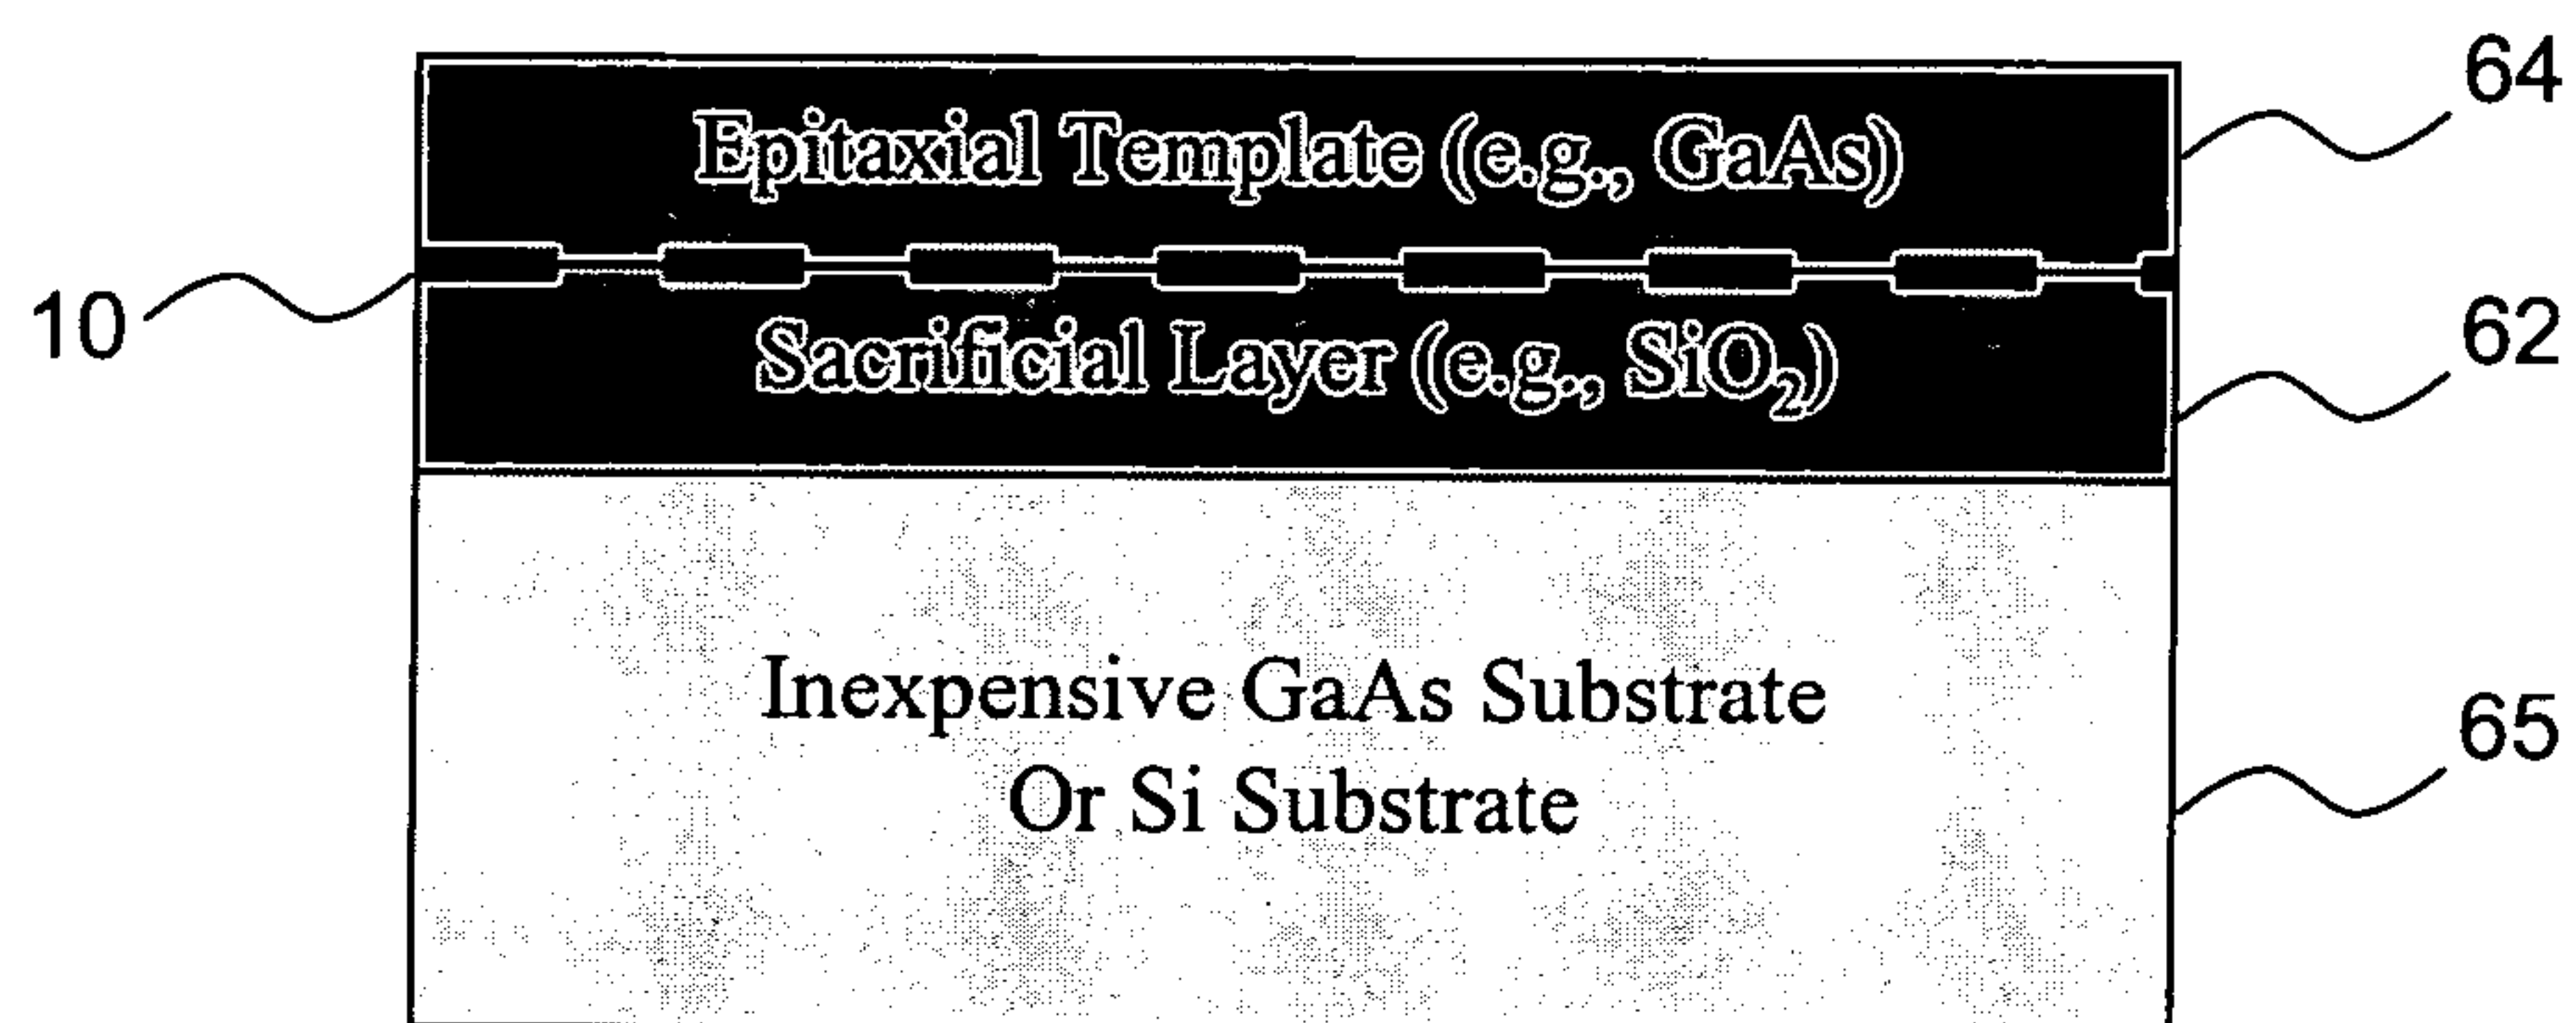 64
Epitaxial Template (e.g., GaAs)
10
62
Sacrificial Layer (e.g., SiO₂)
65
Inexpensive GaAs Substrate
Or Si Substrate